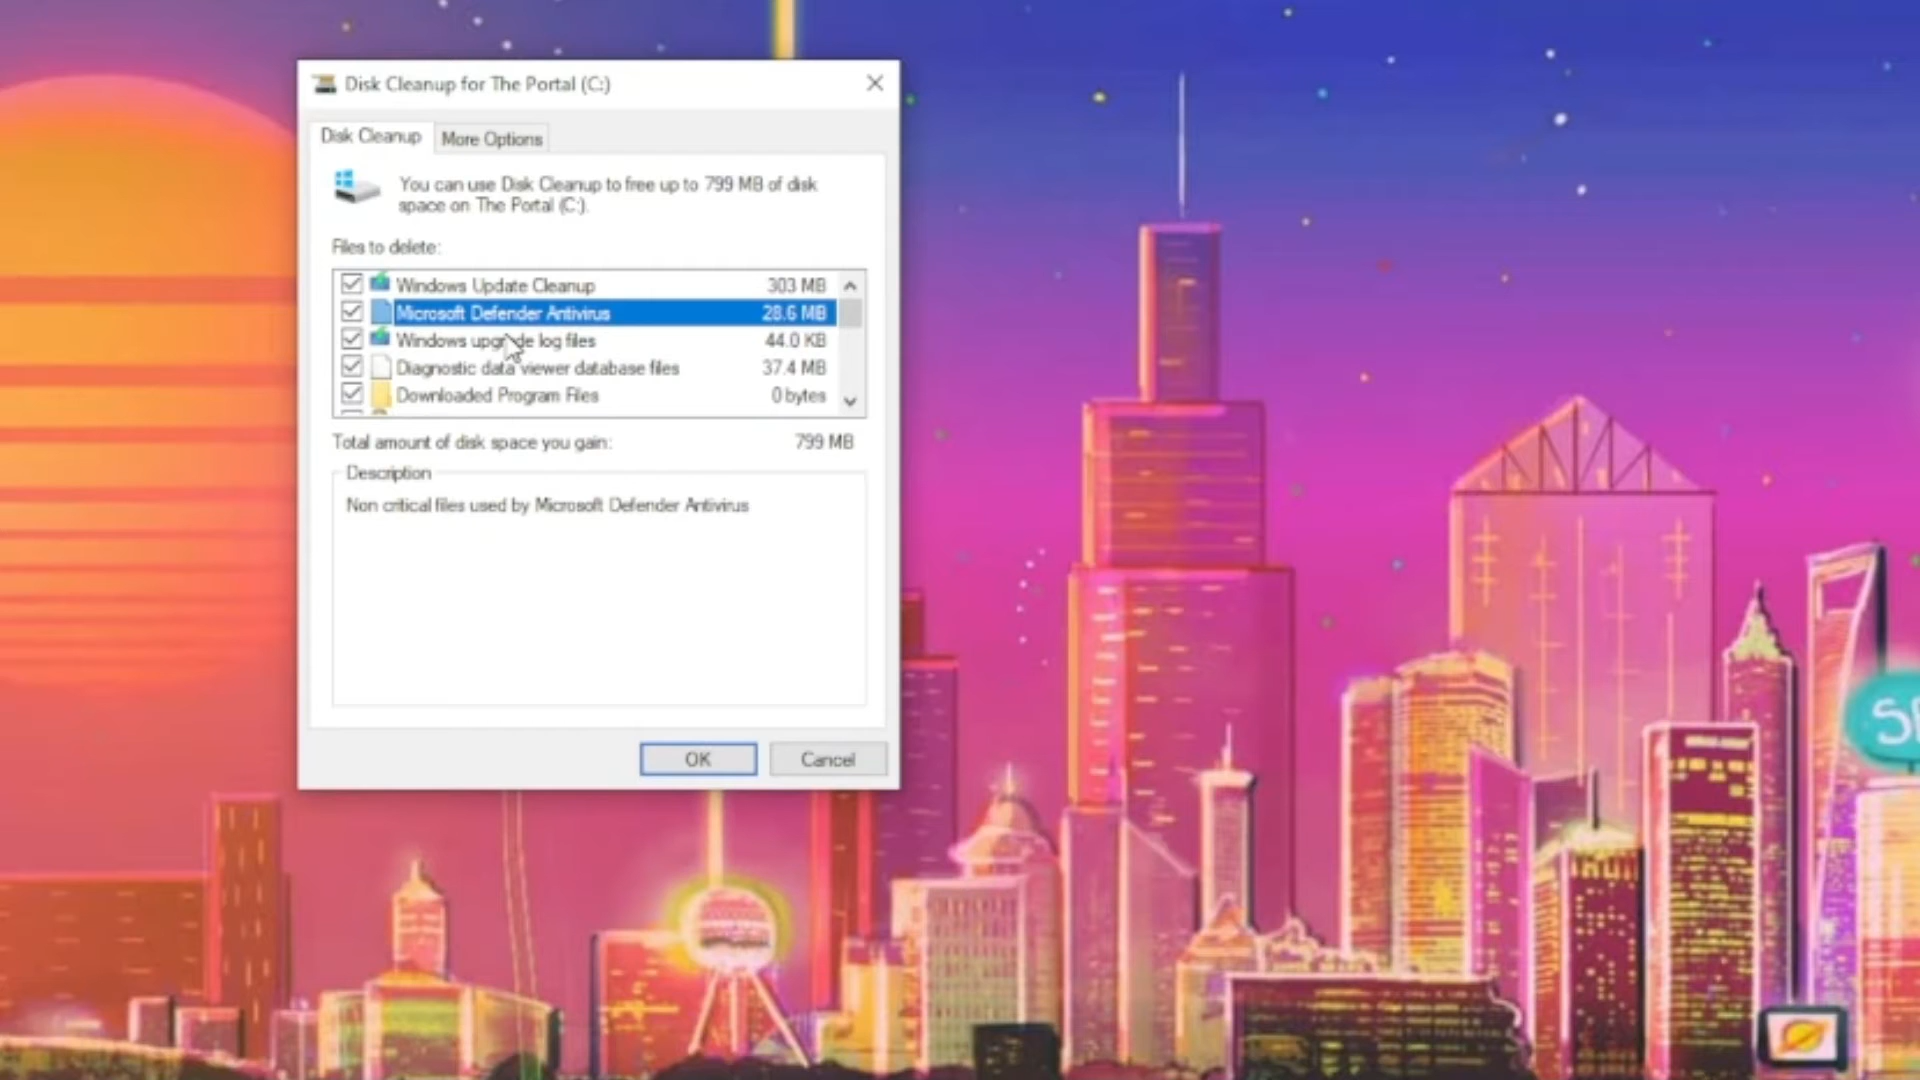 Disk Cleanup for The Portal (C:)
Disk Cleanup
More Options
You can use Disk Cleanup to free up to 799 MB of disk
space on The Portal (C:).
Files to delete:
Windows Update Cleanup 303 MB
Microsoft Defender Antivirus 28.6 MB
Windows upgrade log files 44.0 KB
Diagnostic data viewer database files 37.4 MB
Downloaded Program Files 0 bytes
Total amount of disk space you gain: 799 MB
Description
Non critical files used by Microsoft Defender Antivirus
OK
Cancel